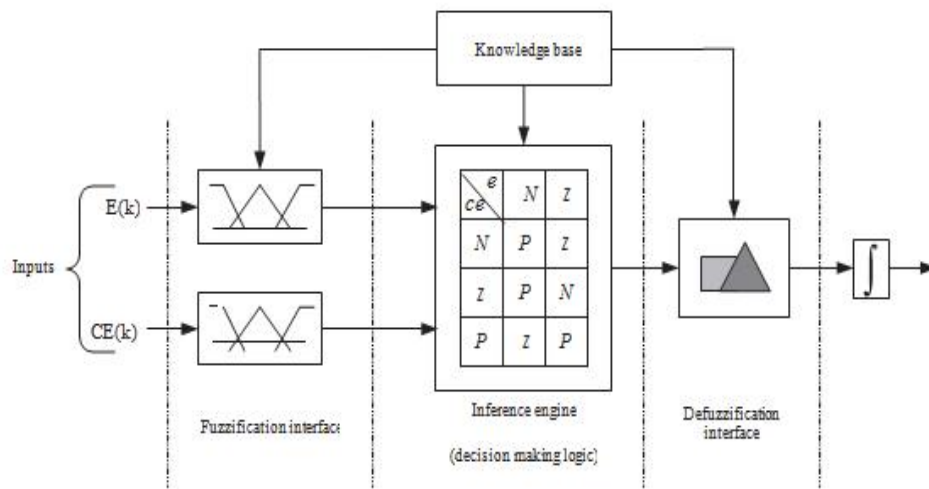 Knowledge base
Inputs
E(k)
CE(k)
e
ce
N Z
N P Z
Z P N
P Z P
∫
Fuzzification interface
Inference engine
(decision making logic)
Defuzzification
interface